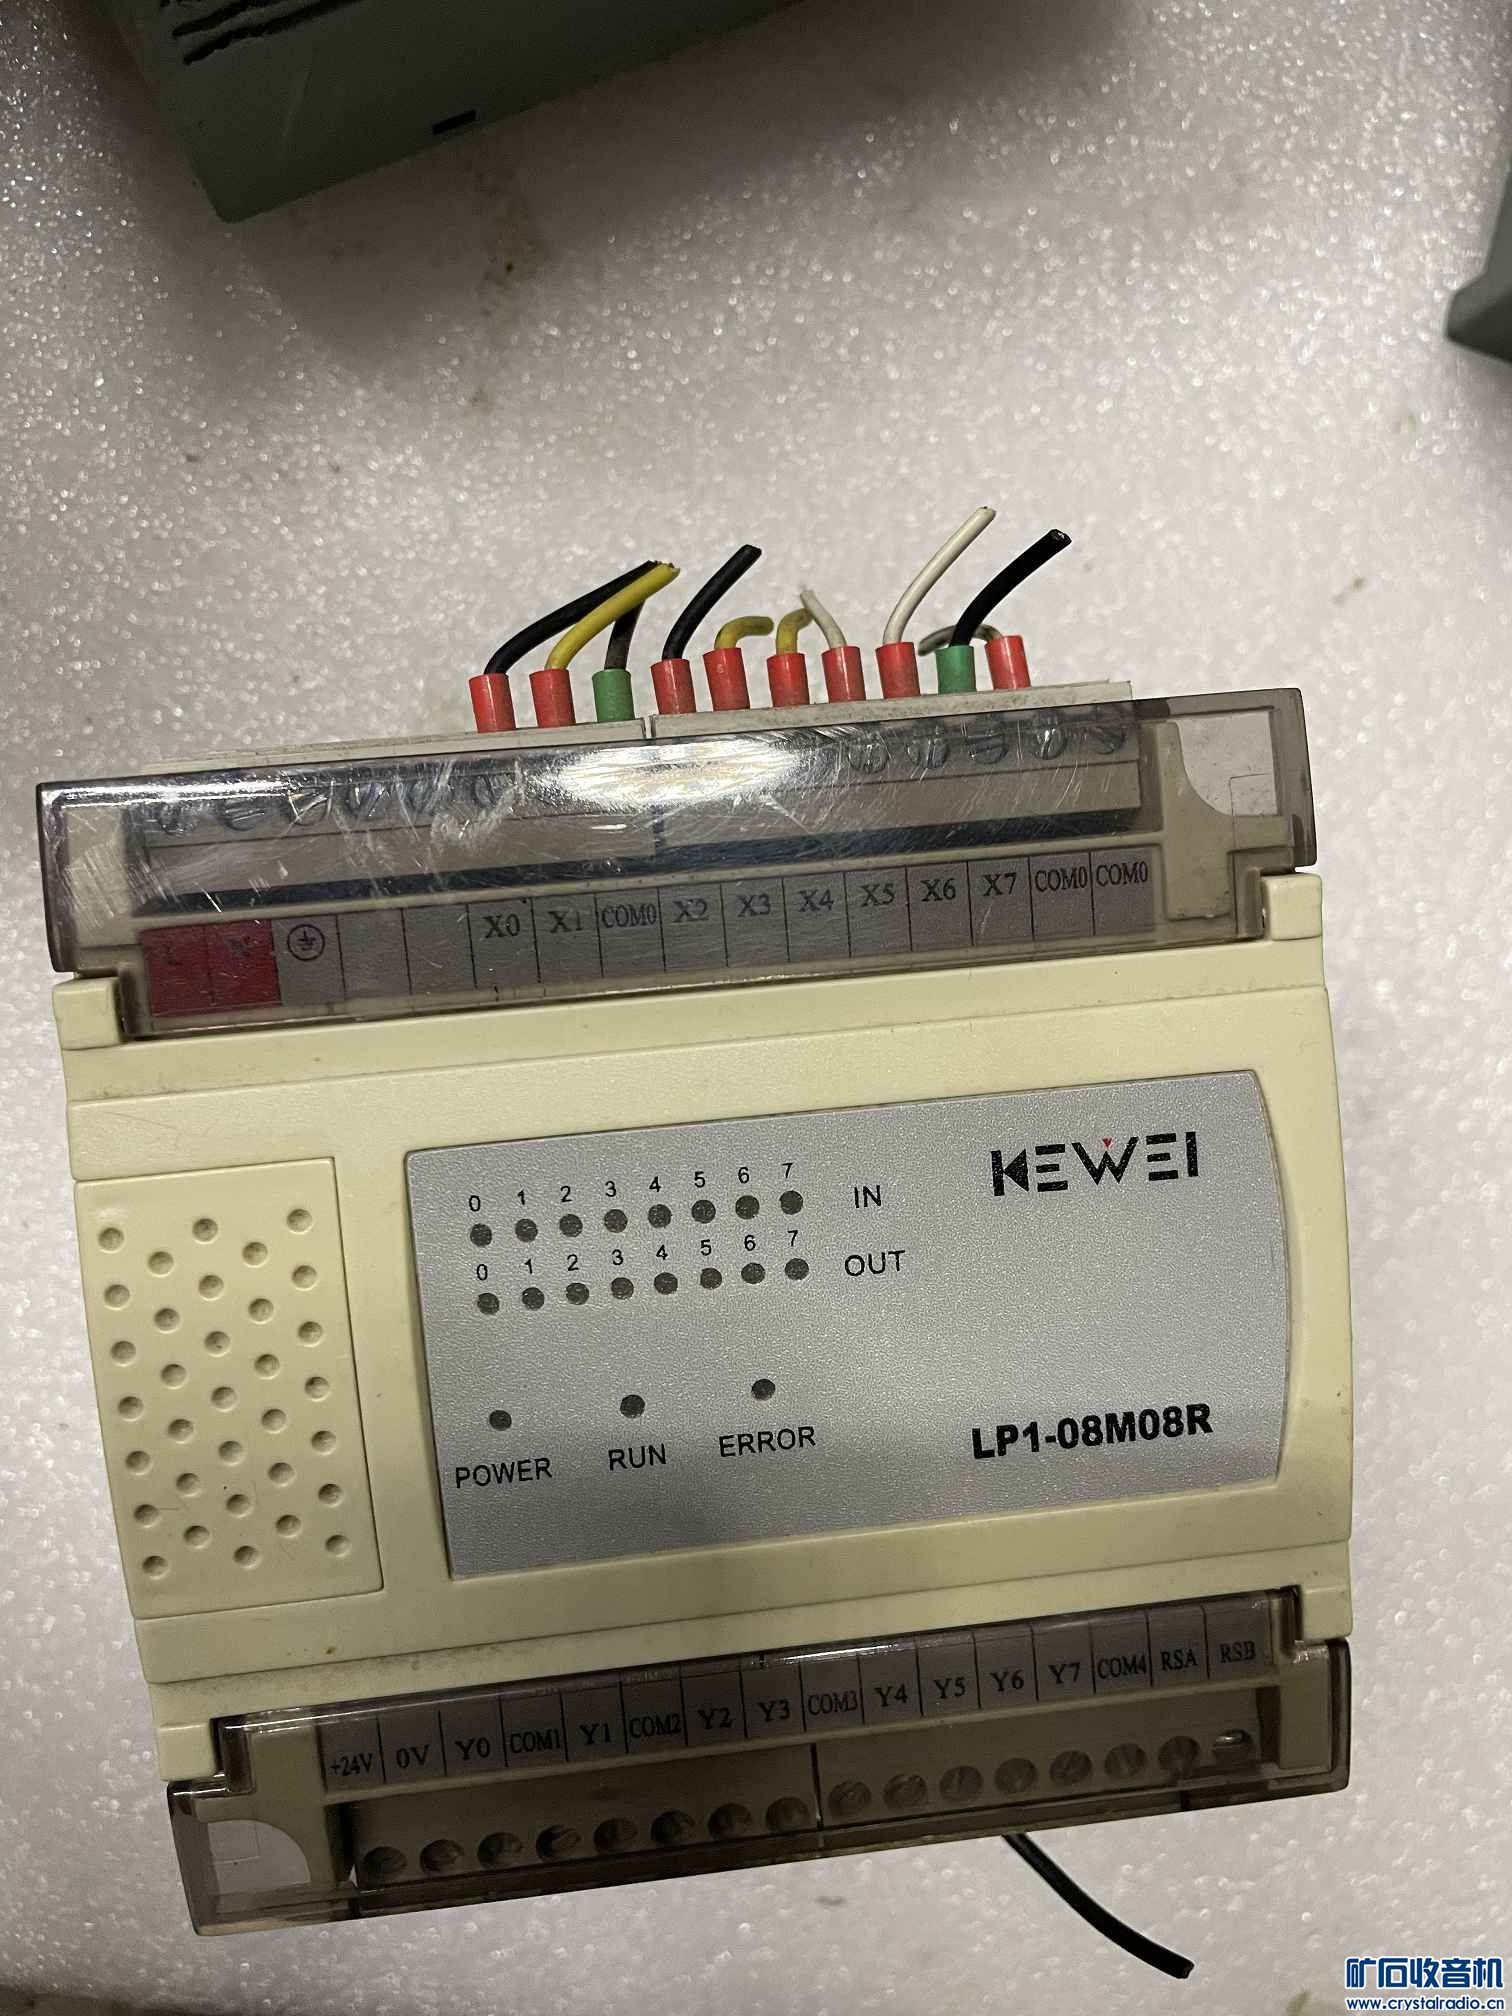 L N X0 X1 COM0 X2 X3 X4 X5 X6 X7 COM0 COM0
KEWEI
0 1 2 3 4 5 6 7
IN
0 1 2 3 4 5 6 7
OUT
POWER RUN ERROR
LP1-08M08R
+24V 0V Y0 COM1 Y1 COM2 Y2 Y3 COM3 Y4 Y5 Y6 Y7 COM4 RSA RSB
矿石收音机
www.crystalradio.cn